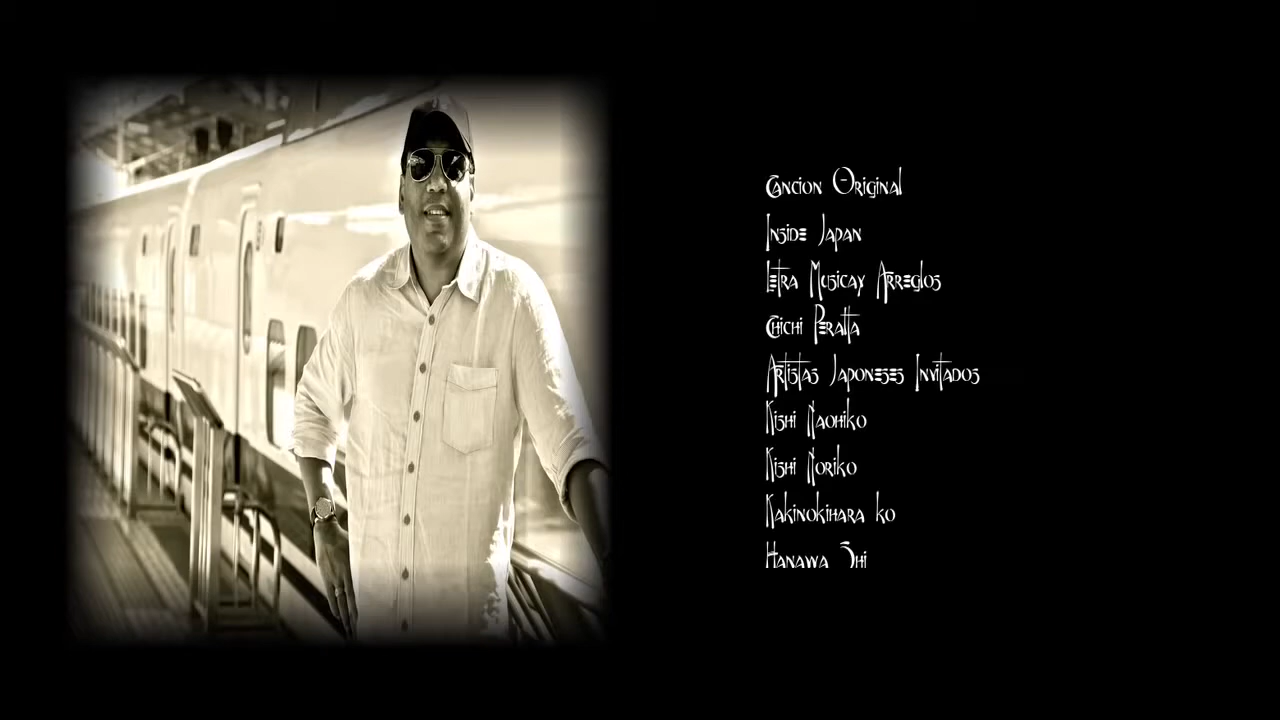 Cancion Original
Inside Japan
Letra Musica y Arreglos
Chichi Peralta
Artistas Japoneses Invitados
Kishi Naohiko
Kishi Noriko
Kakinokihara ko
Hanawa Shi